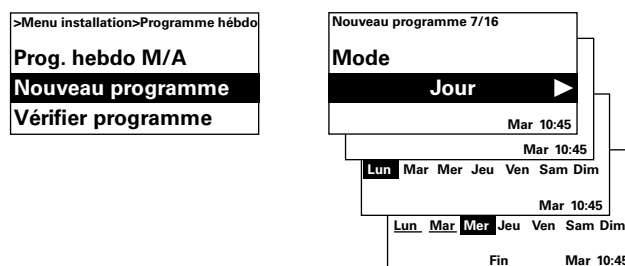 >Menu installation>Programme hébdo
Prog. hebdo M/A
Nouveau programme
Vérifier programme
Nouveau programme 7/16
Mode
Jour ▶
Mar 10:45
Mar 10:45
Lun Mar Mer Jeu Ven Sam Dim
Mar 10:45
Lun Mar Mer Jeu Ven Sam Dim
Fin Mar 10:45